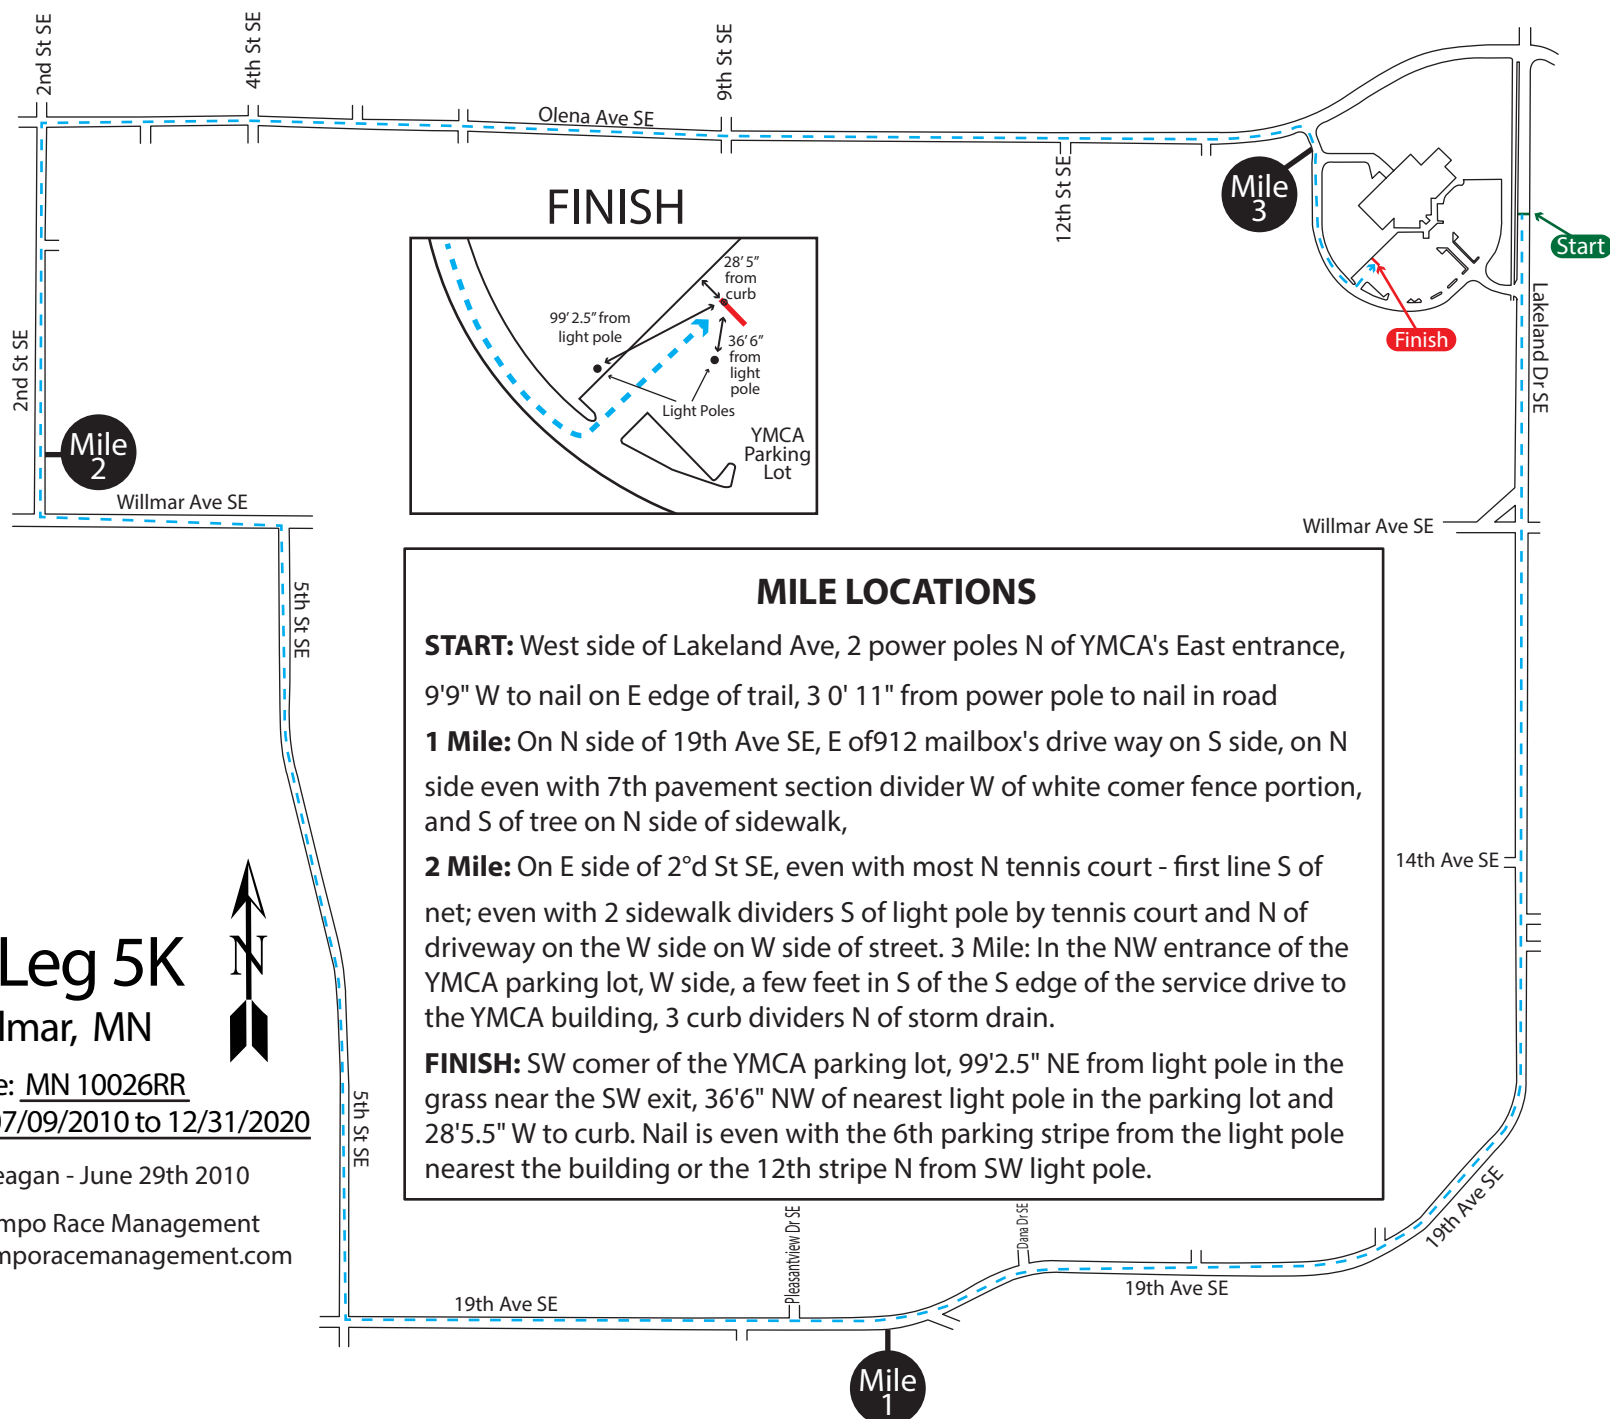 2nd St SE
4th St SE
9th St SE
Olena Ave SE
12th St SE
Mile
3
Start
Finish
Lakeland Dr SE
2nd St SE
Mile
2
FINISH
28' 5"
from
curb
99' 2.5" from
light pole
36' 6"
from
light
pole
Light Poles
YMCA
Parking
Lot
Willmar Ave SE
Willmar Ave SE
5th St SE
MILE LOCATIONS
START: West side of Lakeland Ave, 2 power poles N of YMCA's East entrance,
9'9" W to nail on E edge of trail, 3 0' 11" from power pole to nail in road
1 Mile: On N side of 19th Ave SE, E of912 mailbox's drive way on S side, on N
side even with 7th pavement section divider W of white comer fence portion,
and S of tree on N side of sidewalk,
2 Mile: On E side of 2°d St SE, even with most N tennis court - first line S of
net; even with 2 sidewalk dividers S of light pole by tennis court and N of
driveway on the W side on W side of street. 3 Mile: In the NW entrance of the
YMCA parking lot, W side, a few feet in S of the S edge of the service drive to
the YMCA building, 3 curb dividers N of storm drain.
FINISH: SW comer of the YMCA parking lot, 99'2.5" NE from light pole in the
grass near the SW exit, 36'6" NW of nearest light pole in the parking lot and
28'5.5" W to curb. Nail is even with the 6th parking stripe from the light pole
nearest the building or the 12th stripe N from SW light pole.
14th Ave SE
N
Leg 5K
lmar, MN
e: MN 10026RR
07/09/2010 to 12/31/2020
eagan - June 29th 2010
mpo Race Management
mporacemanagement.com
5th St SE
Pleasantview Dr SE
Dana Dr SE
19th Ave SE
19th Ave SE
19th Ave SE
Mile
1